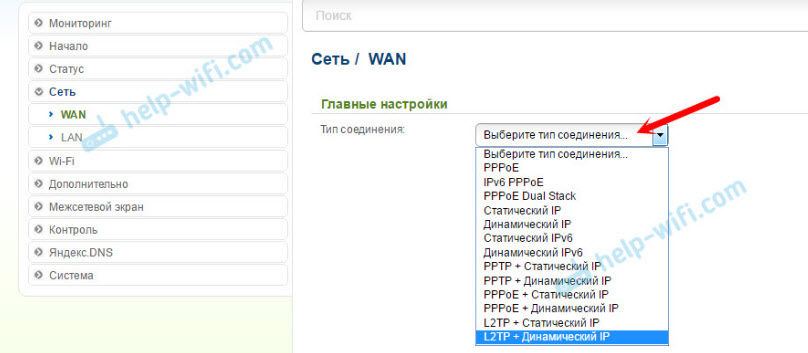 Мониторинг
Начало
Статус
Сеть
WAN
LAN
Wi-Fi
Дополнительно
Межсетевой экран
Контроль
Яндекс.DNS
Система
help-wifi.com
Поиск
Сеть / WAN
Главные настройки
Тип соединения:
Выберите тип соединения...
Выберите тип соединения...
PPPoE
IPv6 PPPoE
PPPoE Dual Stack
Статический IP
Динамический IP
Статический IPv6
Динамический IPv6
PPTP + Статический IP
PPTP + Динамический IP
PPPoE + Статический IP
PPPoE + Динамический IP
L2TP + Статический IP
L2TP + Динамический IP
help-wifi.com